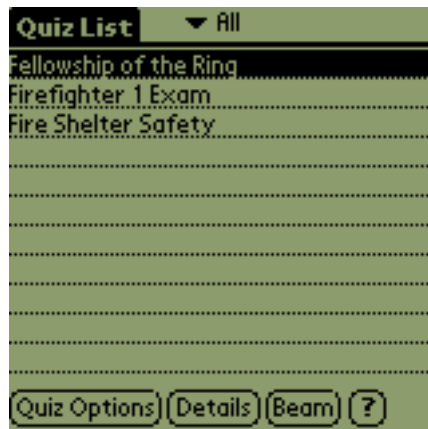 Quiz List All
Fellowship of the Ring
Firefighter 1 Exam
Fire Shelter Safety
Quiz Options Details Beam ?